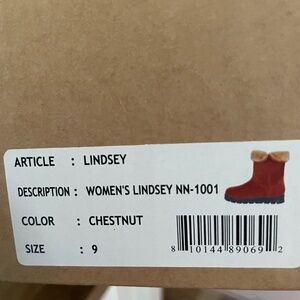 ARTICLE : LINDSEY
DESCRIPTION : WOMEN'S LINDSEY NN-1001
COLOR : CHESTNUT
SIZE : 9
8 10144 89069 2